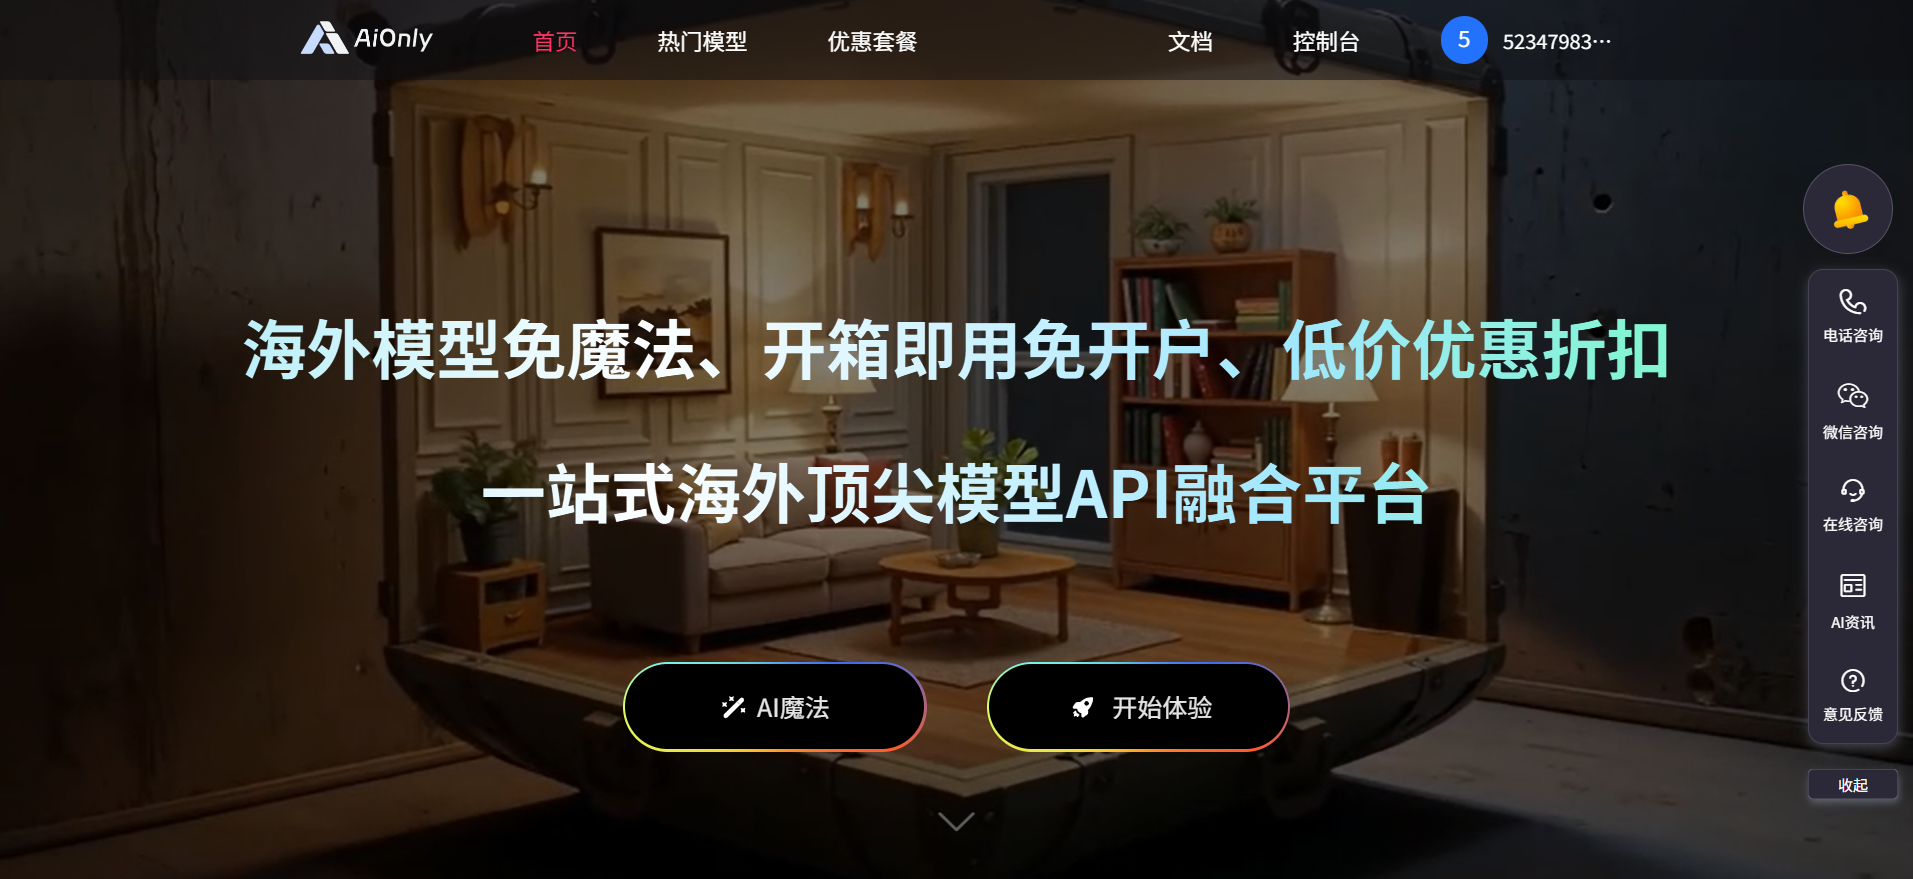 AiOnly
首页
热门模型
优惠套餐
文档
控制台
5
52347983···
海外模型免魔法、开箱即用免开户、低价优惠折扣
一站式海外顶尖模型API融合平台
AI魔法
开始体验
电话咨询
微信咨询
在线咨询
AI资讯
意见反馈
收起